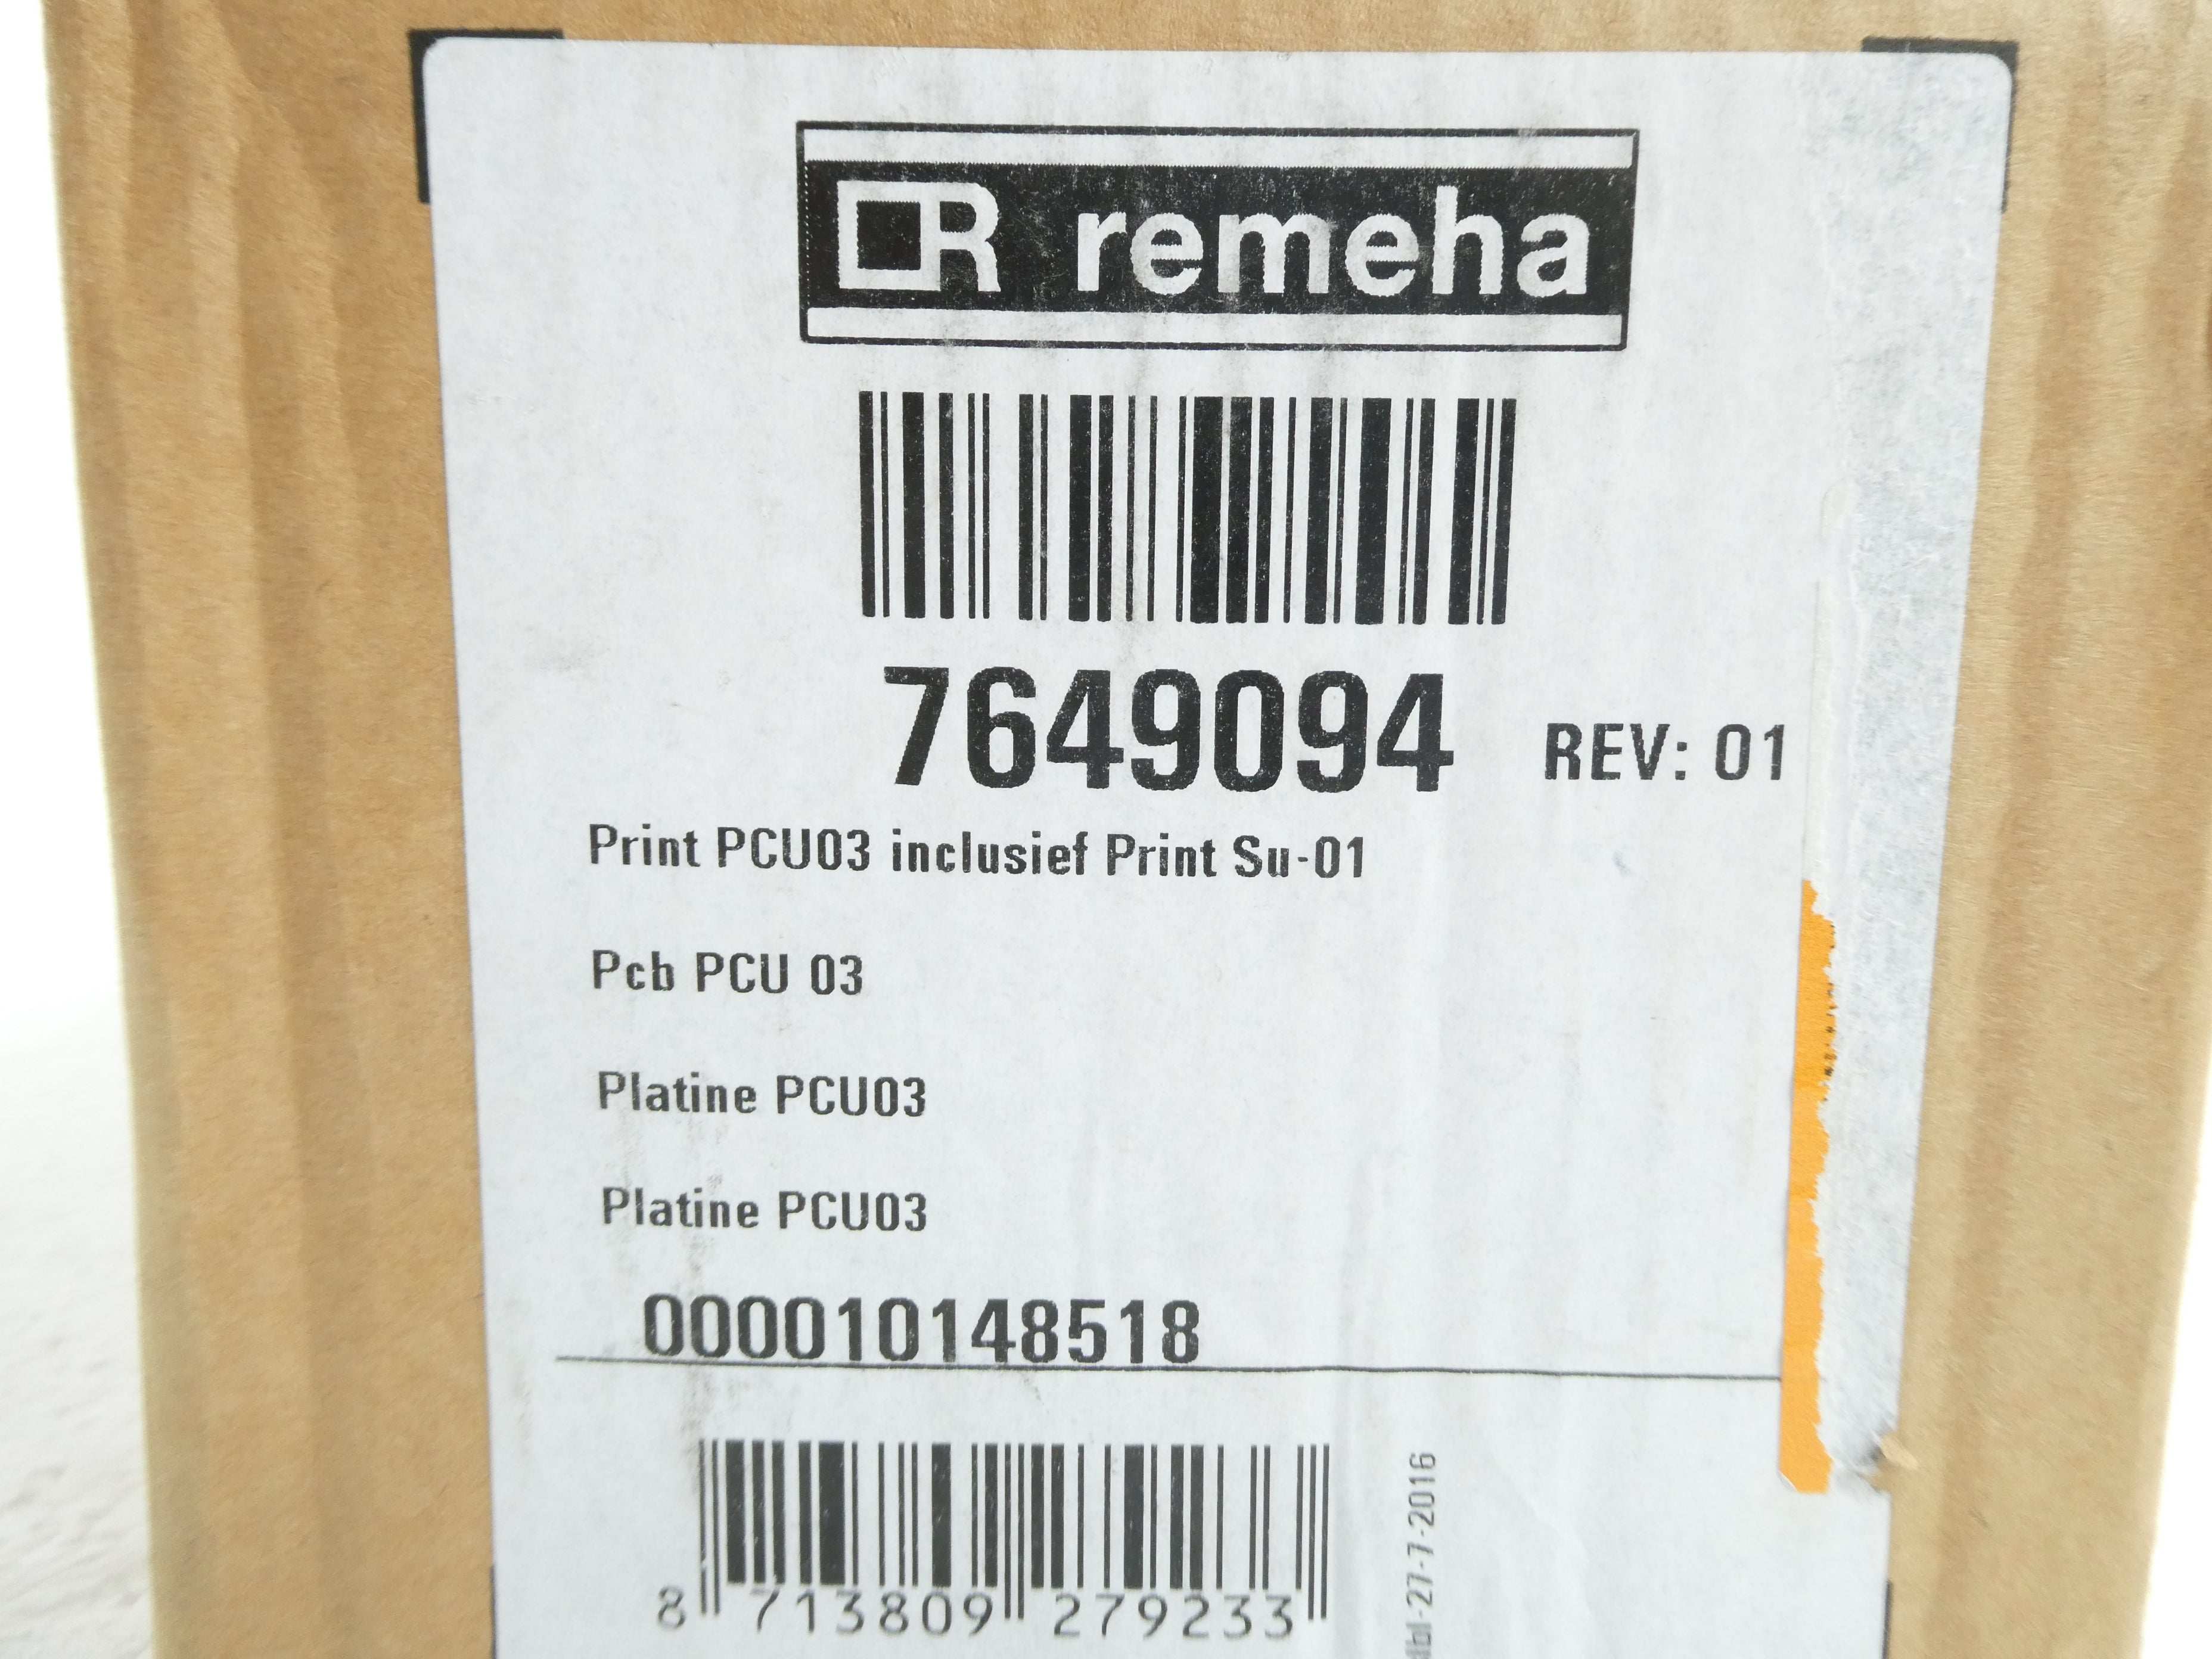 R remeha
7649094 REV: 01
Print PCU03 inclusief Print Su-01
Pcb PCU 03
Platine PCU03
Platine PCU03
000010148518
8 713809 279233
dbl-27-7-2016